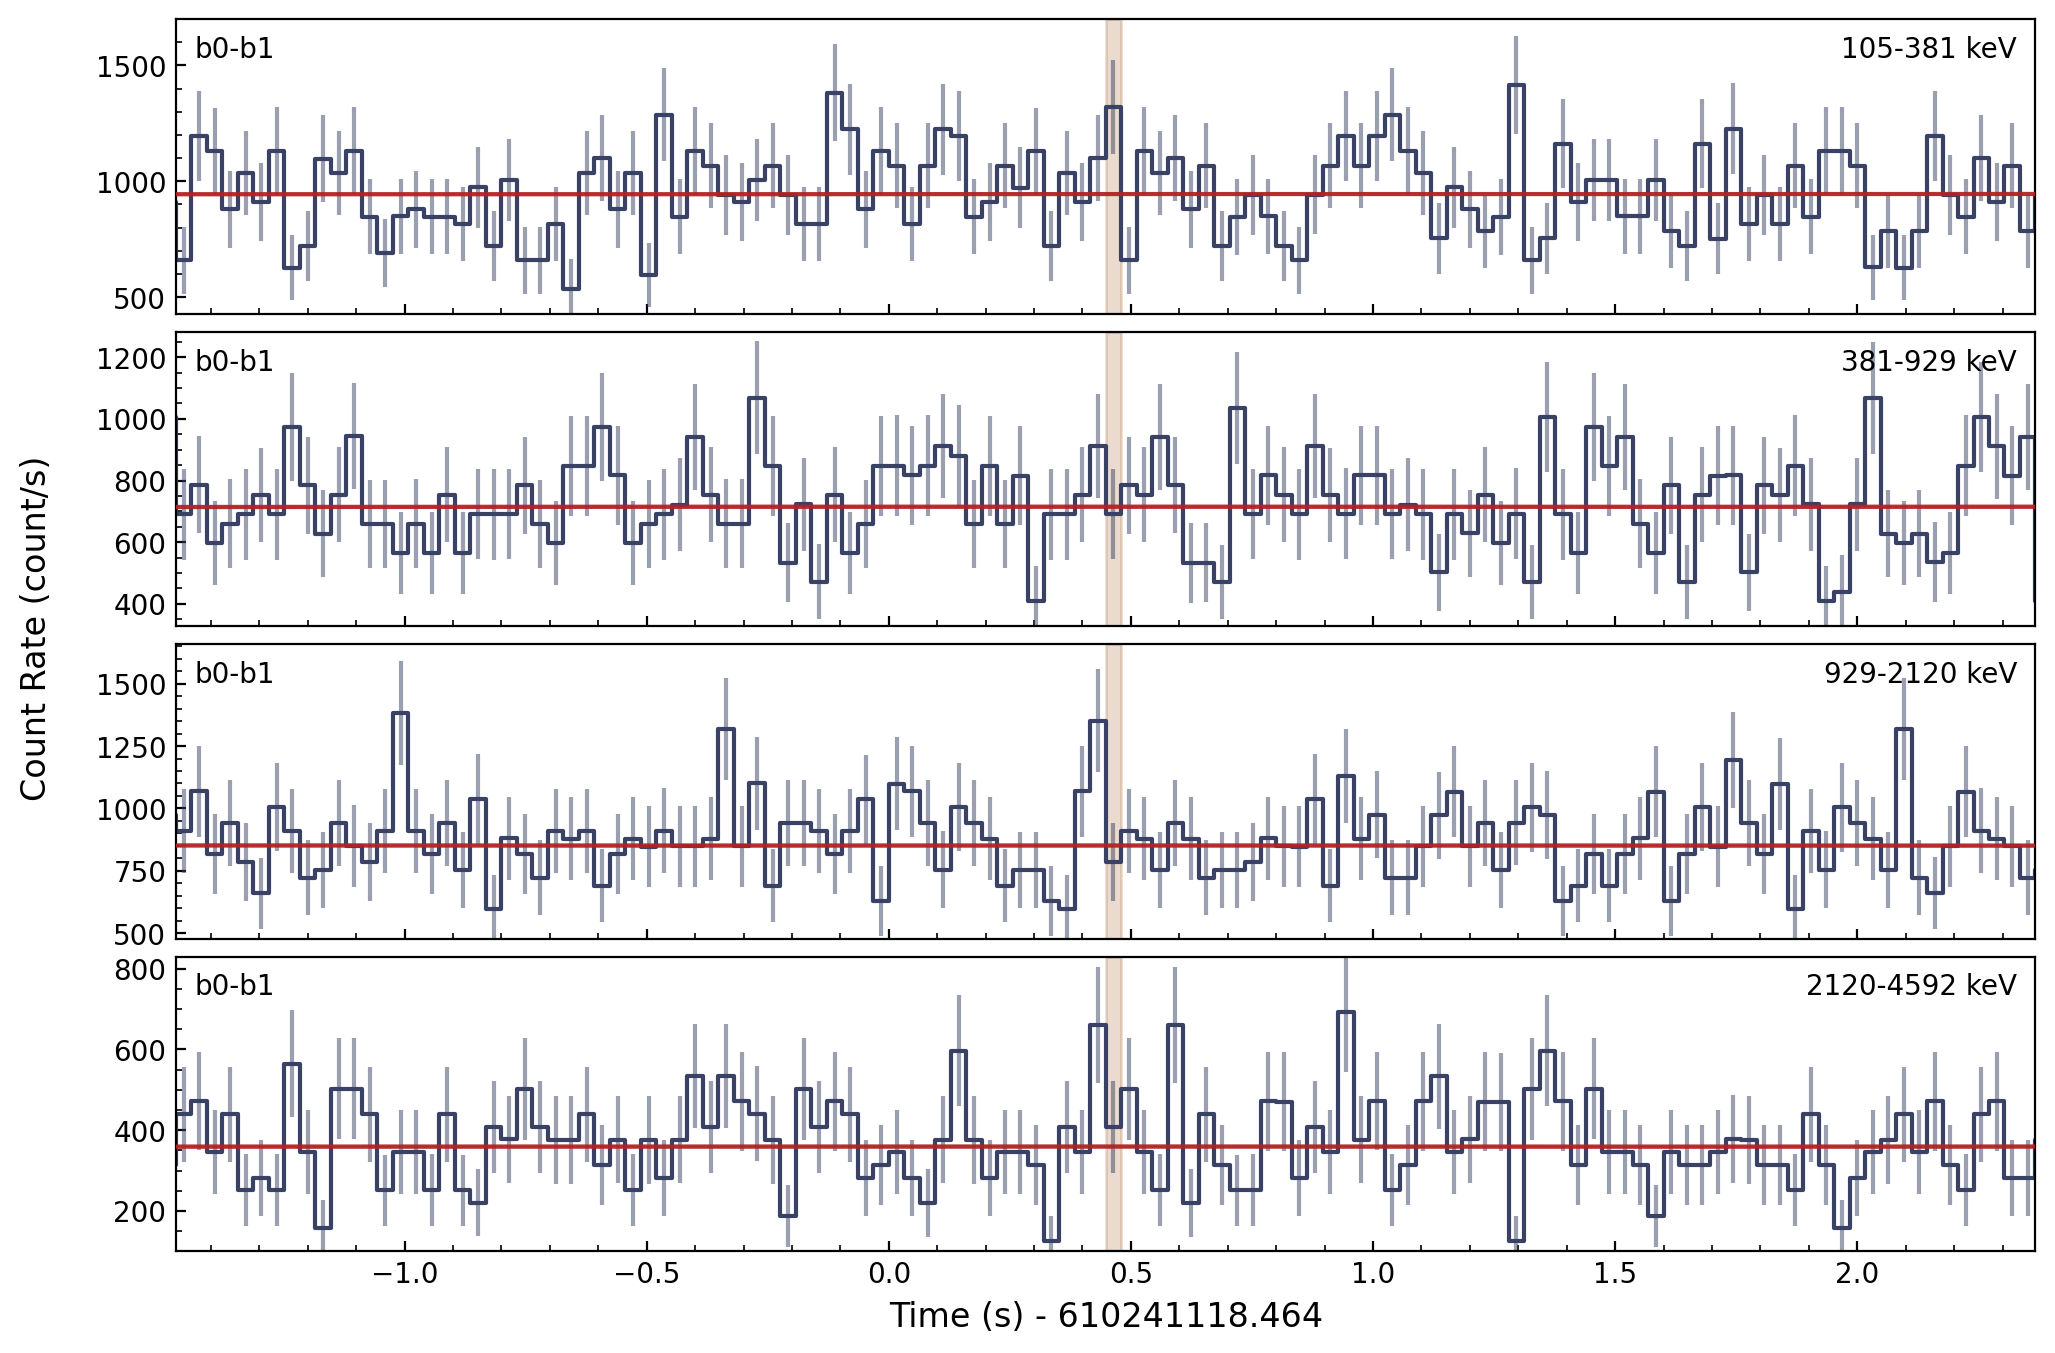 Count Rate (count/s)
b0-b1
105-381 keV
1500
1000
500
b0-b1
381-929 keV
1200
1000
800
600
400
b0-b1
929-2120 keV
1500
1250
1000
750
500
b0-b1
2120-4592 keV
800
600
400
200
−1.0 −0.5 0.0 0.5 1.0 1.5 2.0
Time (s) - 610241118.464